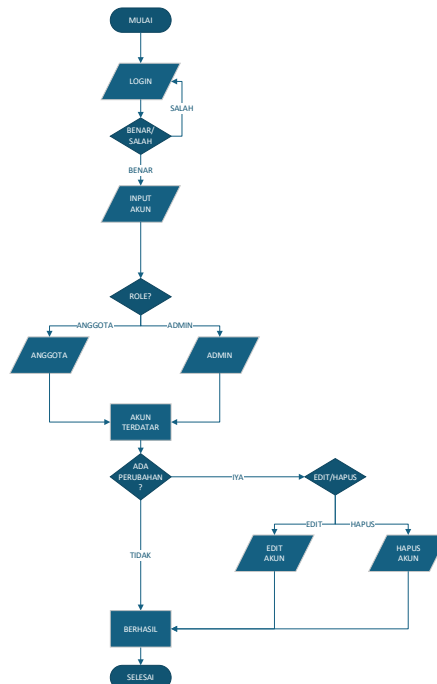 MULAI
LOGIN
SALAH
BENAR/
SALAH
BENAR
INPUT
AKUN
ROLE?
ANGGOTA
ADMIN
ANGGOTA
ADMIN
AKUN
TERDATAR
ADA
PERUBAHAN
?
IYA
EDIT/HAPUS
EDIT
HAPUS
EDIT
AKUN
HAPUS
AKUN
TIDAK
BERHASIL
SELESAI